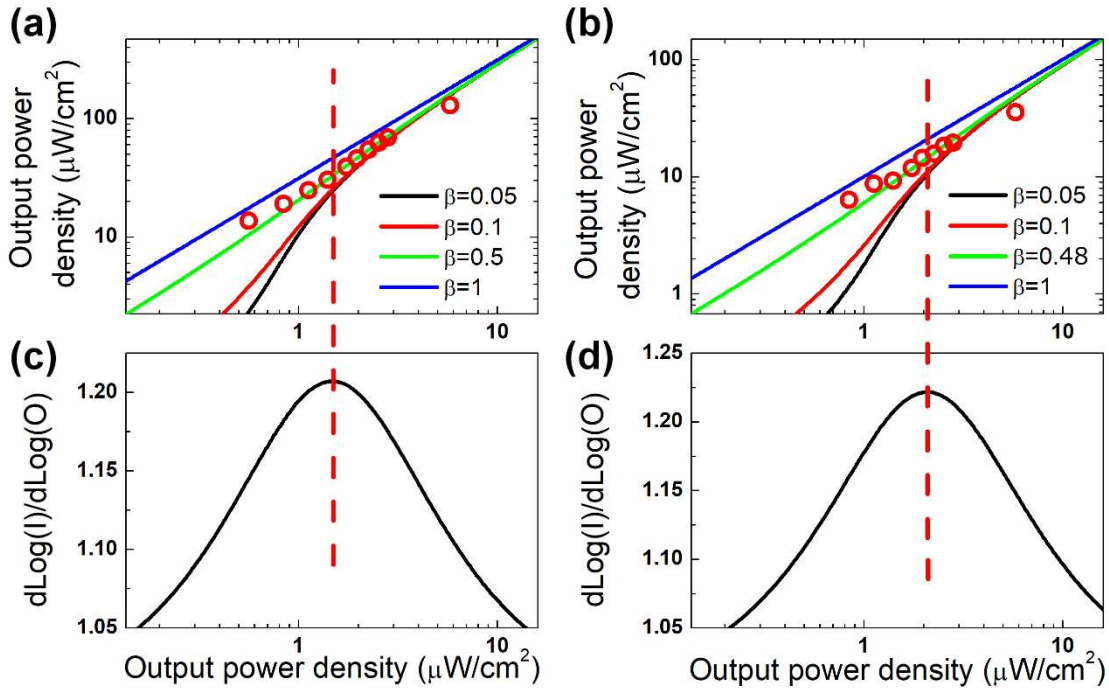 (a)
Output power
density (μW/cm²)
100
10
β=0.05
β=0.1
β=0.5
β=1
1
10
(b)
Output power
density (μW/cm²)
100
10
1
β=0.05
β=0.1
β=0.48
β=1
1
10
(c)
dLog(I)/dLog(O)
1.20
1.15
1.10
1.05
1
10
Output power density (μW/cm²)
(d)
dLog(I)/dLog(O)
1.25
1.20
1.15
1.10
1.05
1
10
Output power density (μW/cm²)